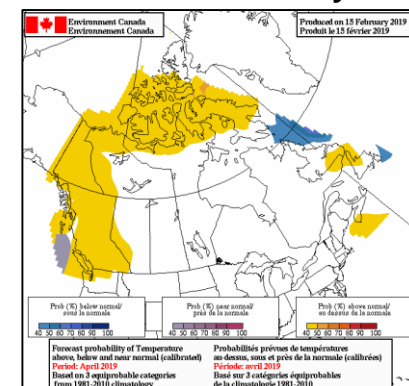 Environment Canada
Environnement Canada
Produced on 15 February 2019
Produit le 15 février 2019
Prob (%) below normal/
sous la normale
40 50 60 70 80 90 100
Prob (%) near normal/
près de la normale
40 50 60 70 80 90 100
Prob (%) above normal/
en dessus de la normale
40 50 60 70 80 90 100
Forecast probability of Temperature
above, below and near normal (calibrated)
Period: April 2019
Based on 3 equiprobable categories
from 1981-2010 climatology
Probabilités prévues de températures
au-dessus, sous et près de la normale (calibrées)
Période: avril 2019
Basé sur 3 catégories équiprobables
de la climatologie 1981-2010